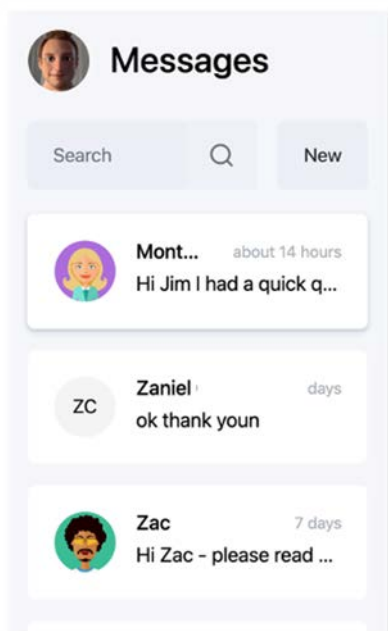 Messages
Search
New
Mont...
about 14 hours
Hi Jim I had a quick q...
ZC
Zaniel
days
ok thank youn
Zac
7 days
Hi Zac - please read ...